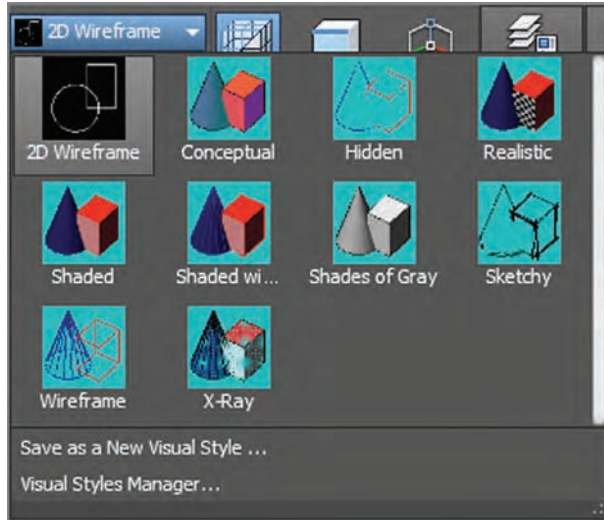 2D Wireframe
2D Wireframe Conceptual Hidden Realistic
Shaded Shaded wi... Shades of Gray Sketchy
Wireframe X-Ray
Save as a New Visual Style ...
Visual Styles Manager...